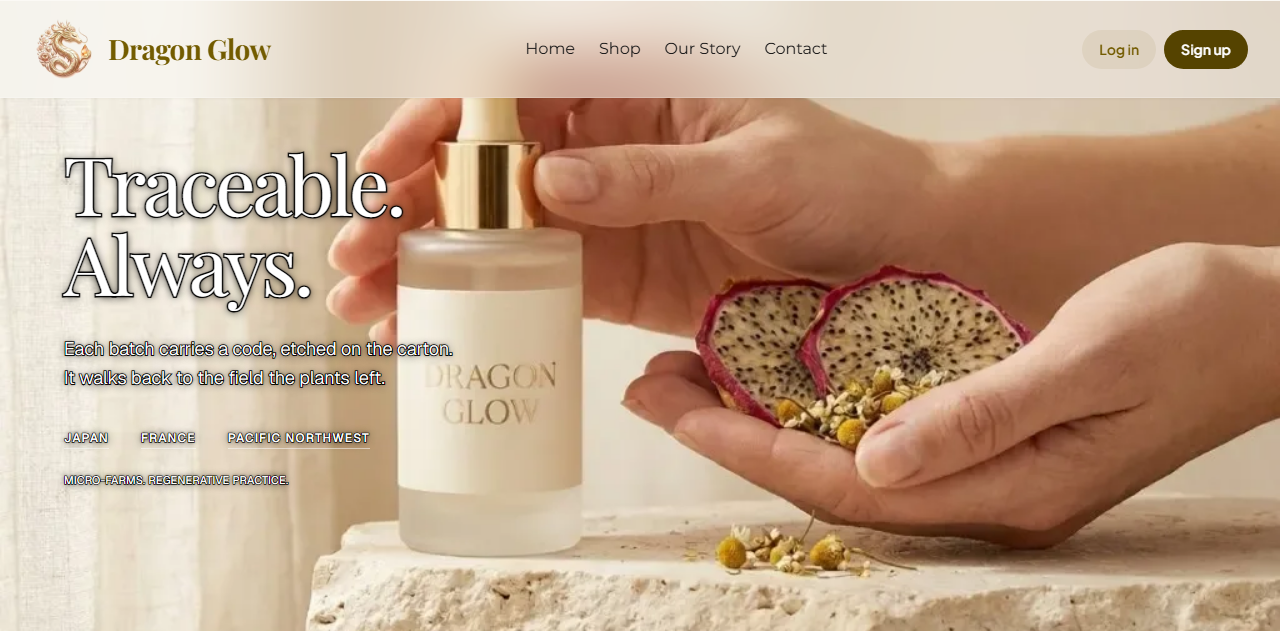 Dragon Glow
Home Shop Our Story Contact
Log in Sign up
Traceable.
Always.
Each batch carries a code, etched on the carton.
It walks back to the field the plants left.
JAPAN FRANCE PACIFIC NORTHWEST
MICRO-FARMS. REGENERATIVE PRACTICE.
DRAGON
GLOW